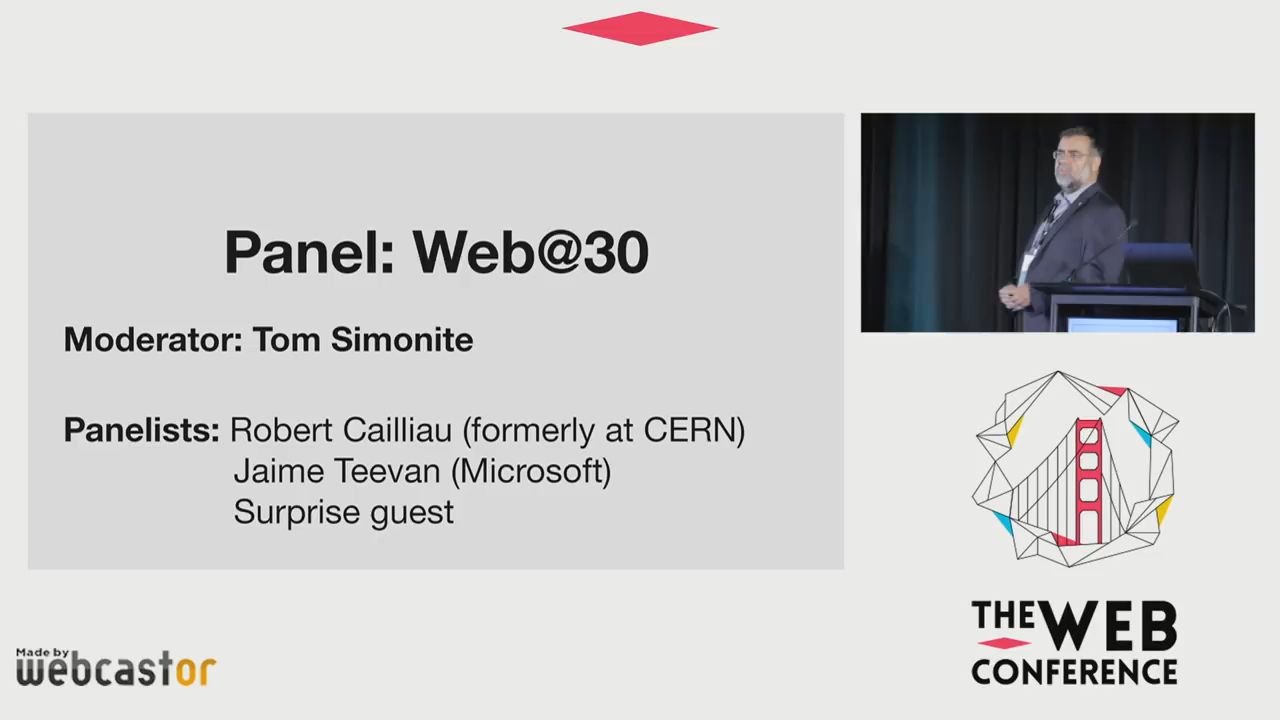 Panel: Web@30
Moderator: Tom Simonite
Panelists: Robert Cailliau (formerly at CERN)
Jaime Teevan (Microsoft)
Surprise guest
THE WEB
CONFERENCE
Made by
webcastor